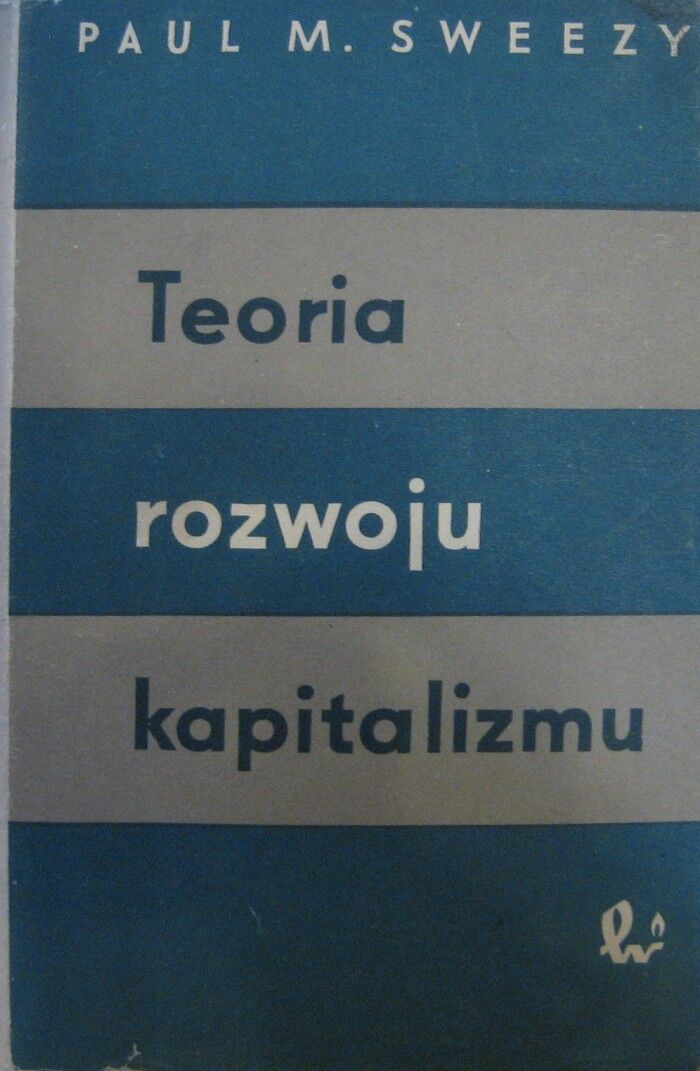 PAUL M. SWEEZY
Teoria
rozwoju
kapitalizmu